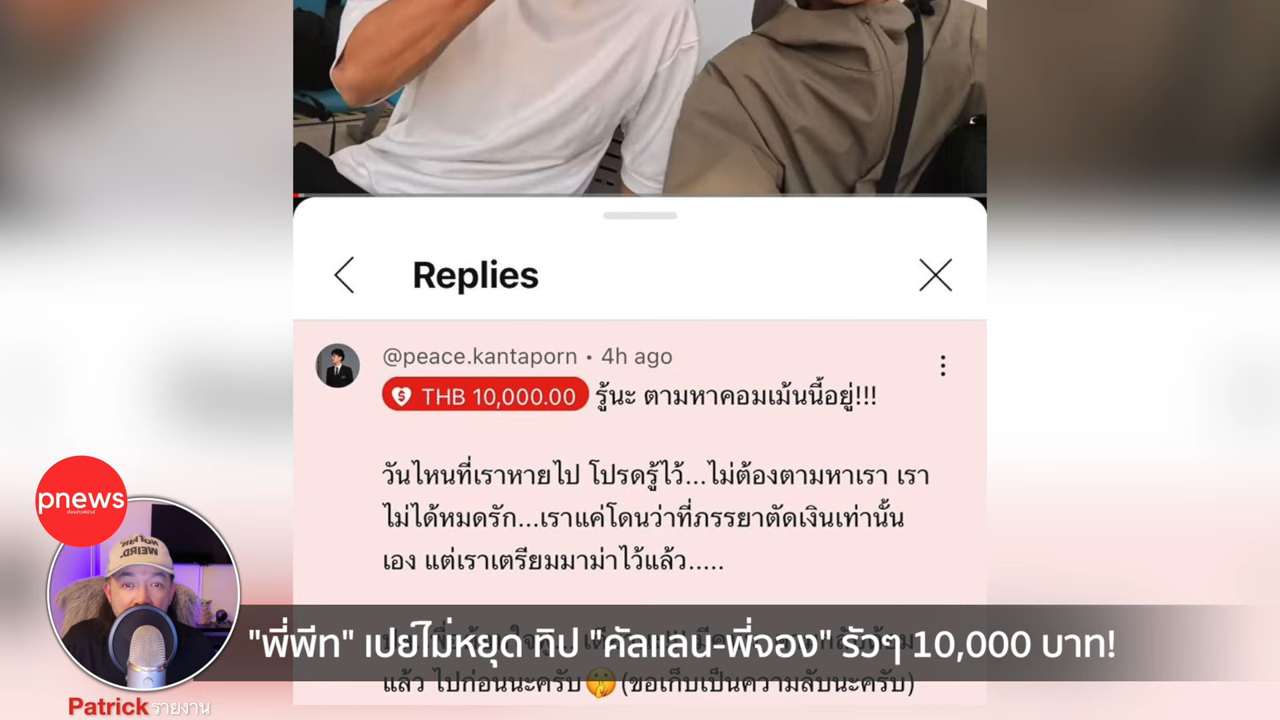 Replies
@peace.kantaporn • 4h ago
THB 10,000.00 รู้นะ ตามหาคอมเม้นนี้อยู่!!!
วันไหนที่เราหายไป โปรดรู้ไว้...ไม่ต้องตามหาเรา เรา
ไม่ได้หมดรัก...เราแค่โดนว่าที่ภรรยาตัดเงินเท่านั้น
เอง แต่เราเตรียมมาม่าไว้แล้ว.....
pnews
"พี่พีท" เปย์ไม่หยุด ทิป "คัลแลน-พี่จอง" รัวๆ 10,000 บาท!
แล้ว ไปก่อนนะครับ🤫(ขอเก็บเป็นความลับนะครับ)
WEIRD.
Patrick รายงาน